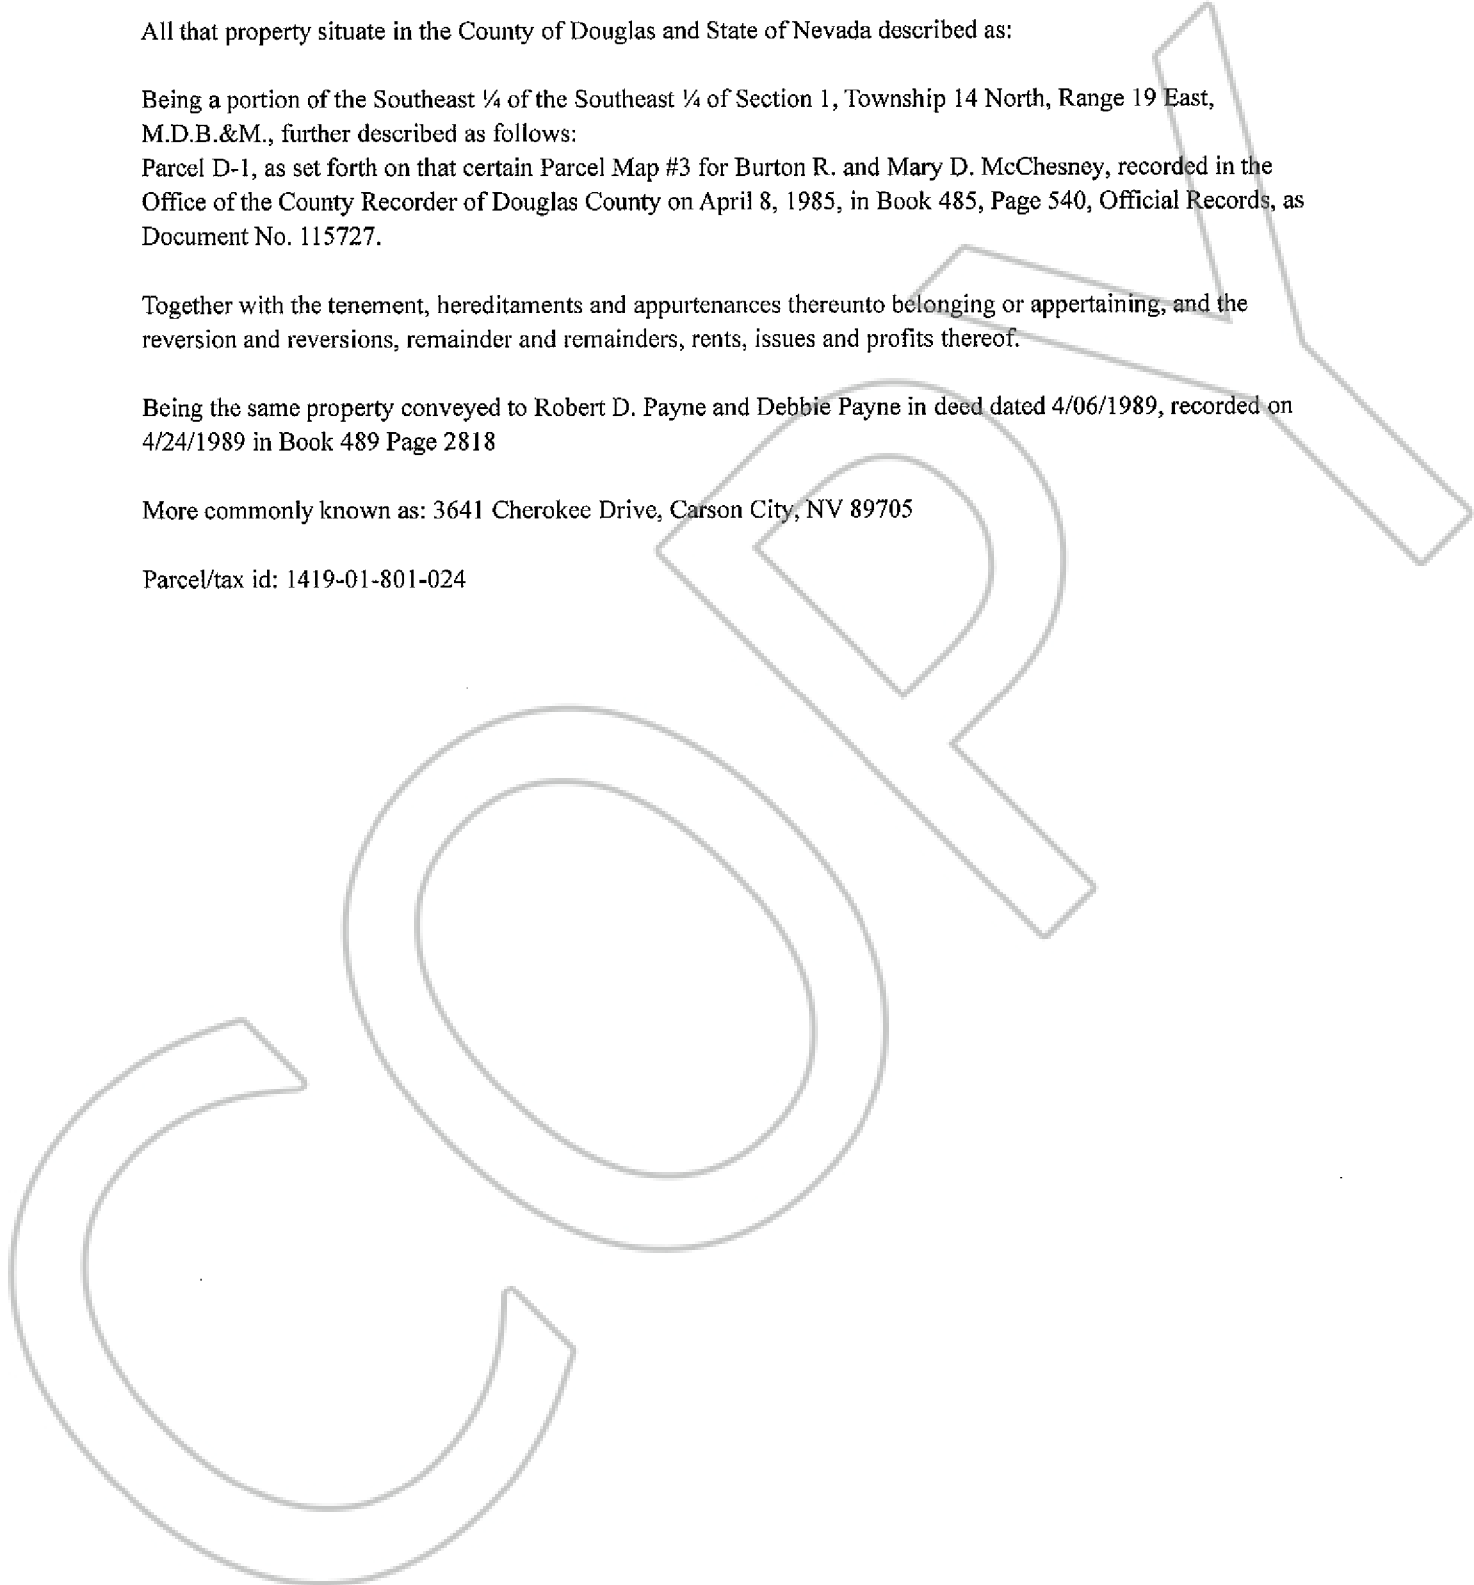 All that property situate in the County of Douglas and State of Nevada described as:
Being a portion of the Southeast ¼ of the Southeast ¼ of Section 1, Township 14 North, Range 19 East,
M.D.B.&M., further described as follows:
Parcel D-1, as set forth on that certain Parcel Map #3 for Burton R. and Mary D. McChesney, recorded in the
Office of the County Recorder of Douglas County on April 8, 1985, in Book 485, Page 540, Official Records, as
Document No. 115727.
Together with the tenement, hereditaments and appurtenances thereunto belonging or appertaining, and the
reversion and reversions, remainder and remainders, rents, issues and profits thereof.
Being the same property conveyed to Robert D. Payne and Debbie Payne in deed dated 4/06/1989, recorded on
4/24/1989 in Book 489 Page 2818
More commonly known as: 3641 Cherokee Drive, Carson City, NV 89705
Parcel/tax id: 1419-01-801-024
COPY